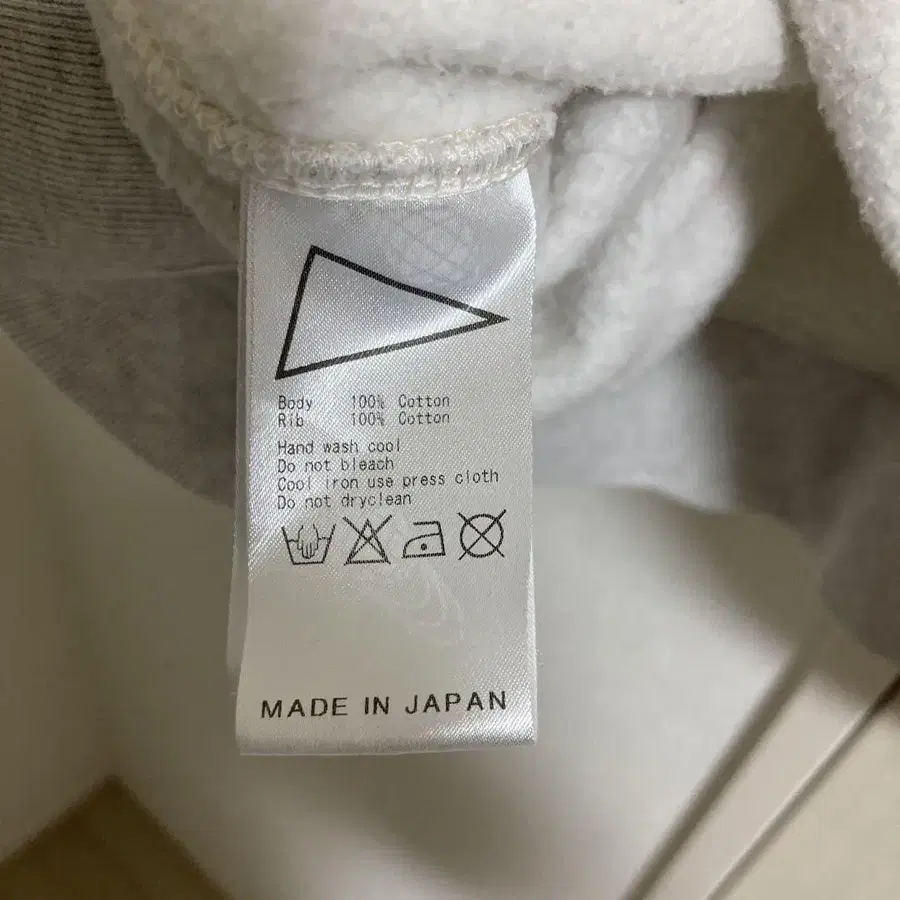 Body 100% Cotton
Rib 100% Cotton
Hand wash cool
Do not bleach
Cool iron use press cloth
Do not dryclean
MADE IN JAPAN